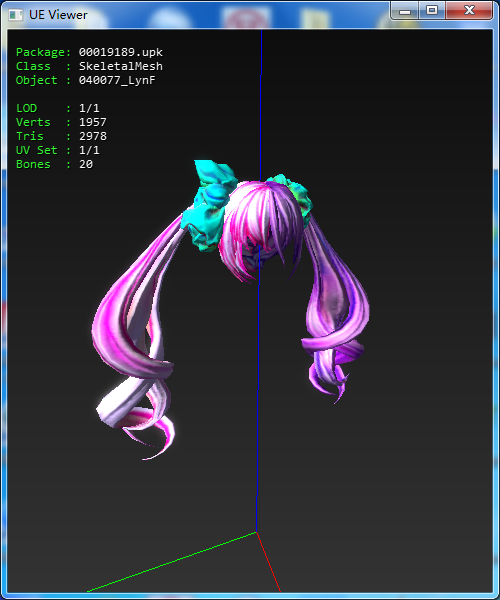 UE Viewer
Package: 00019189.upk
Class : SkeletalMesh
Object : 040077_LynF
LOD : 1/1
Verts : 1957
Tris : 2978
UV Set : 1/1
Bones : 20